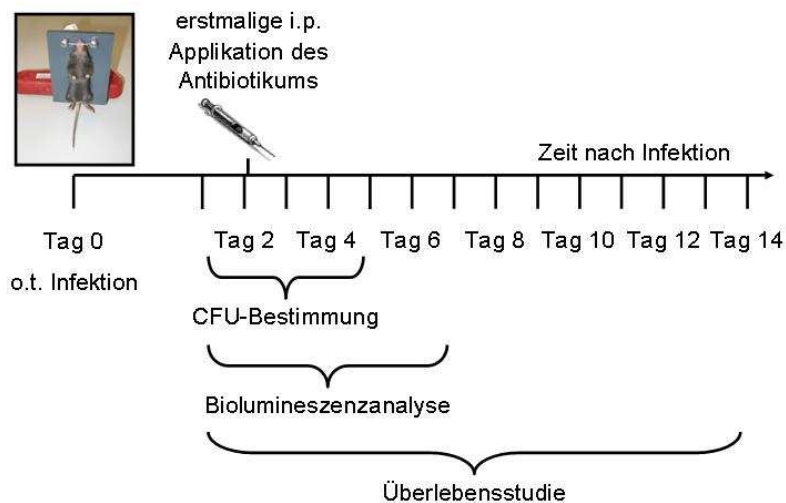 erstmalige i.p.
Applikation des
Antibiotikums
Zeit nach Infektion
Tag 0
Tag 2
Tag 4
Tag 6
Tag 8
Tag 10
Tag 12
Tag 14
o.t. Infektion
CFU-Bestimmung
Biolumineszenzanalyse
Überlebensstudie